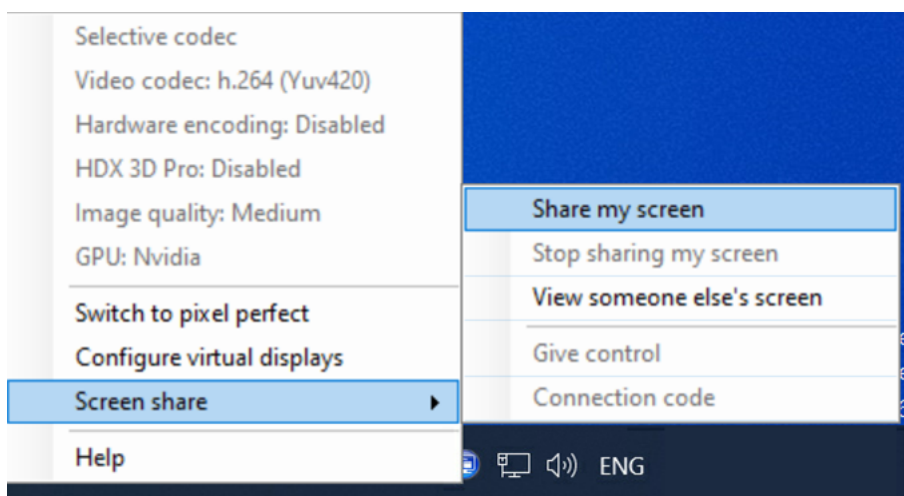 Selective codec
Video codec: h.264 (Yuv420)
Hardware encoding: Disabled
HDX 3D Pro: Disabled
Image quality: Medium
GPU: Nvidia
Switch to pixel perfect
Configure virtual displays
Screen share
Help
Share my screen
Stop sharing my screen
View someone else's screen
Give control
Connection code
ENG